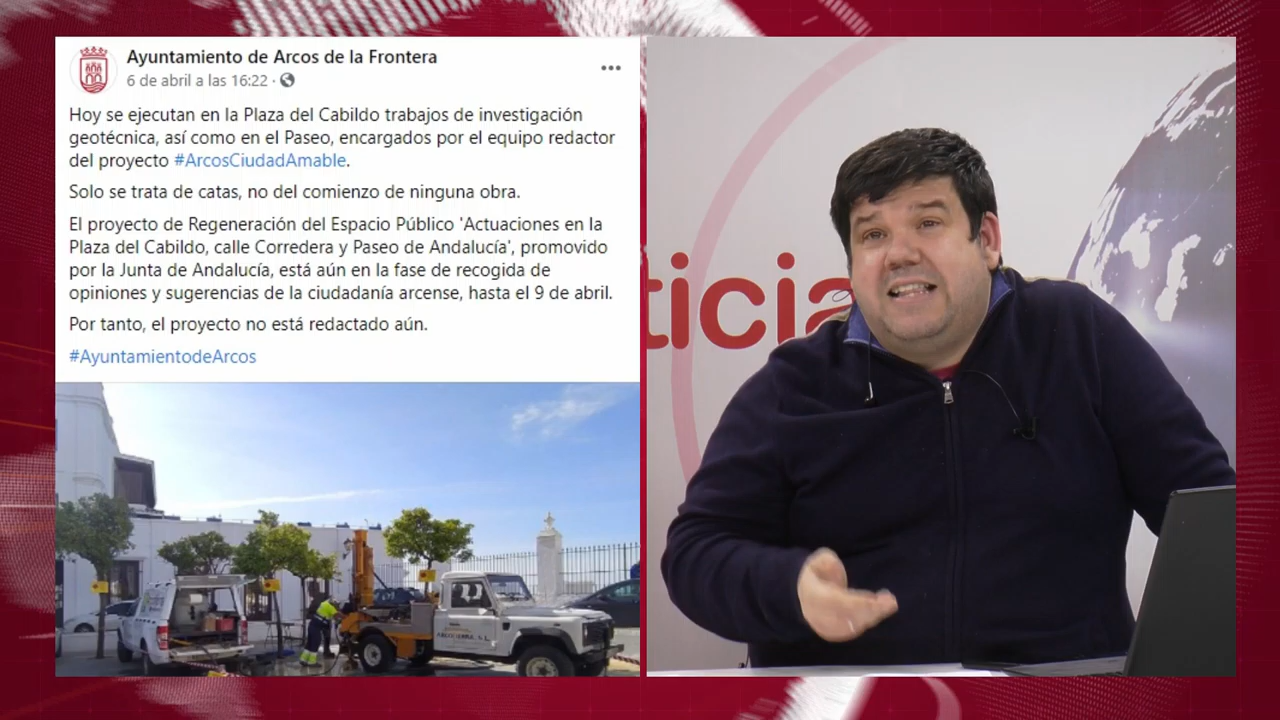 Ayuntamiento de Arcos de la Frontera
6 de abril a las 16:22 ·
Hoy se ejecutan en la Plaza del Cabildo trabajos de investigación
geotécnica, así como en el Paseo, encargados por el equipo redactor
del proyecto #ArcosCiudadAmable.
Solo se trata de catas, no del comienzo de ninguna obra.
El proyecto de Regeneración del Espacio Público 'Actuaciones en la
Plaza del Cabildo, calle Corredera y Paseo de Andalucía', promovido
por la Junta de Andalucía, está aún en la fase de recogida de
opiniones y sugerencias de la ciudadanía arcense, hasta el 9 de abril.
Por tanto, el proyecto no está redactado aún.
#AyuntamientodeArcos
ticia